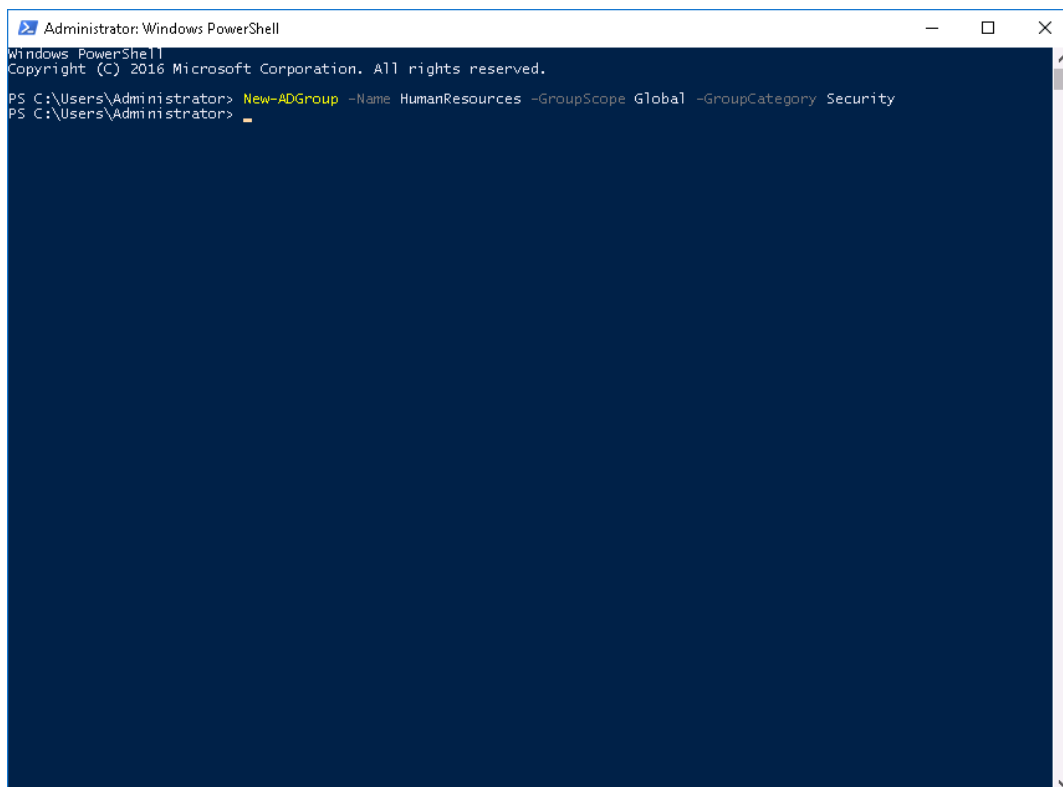 Administrator: Windows PowerShell
Windows PowerShell
Copyright (C) 2016 Microsoft Corporation. All rights reserved.
PS C:\Users\Administrator> New-ADGroup -Name HumanResources -GroupScope Global -GroupCategory Security
PS C:\Users\Administrator>